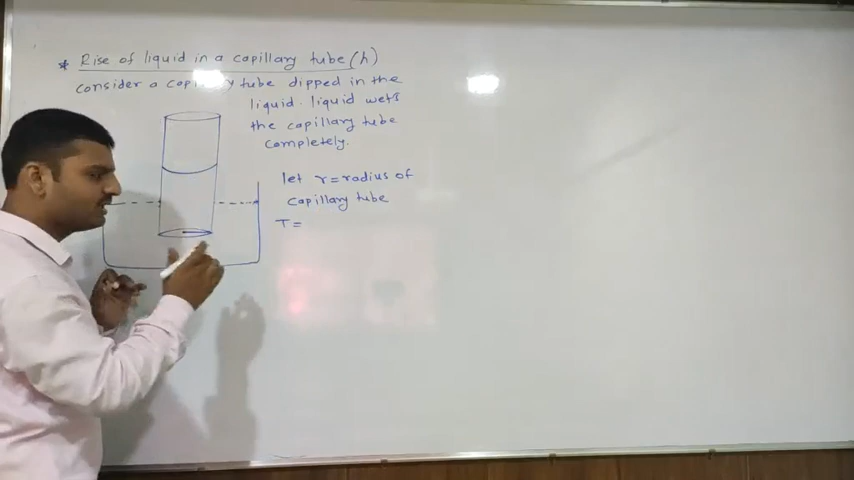 * Rise of liquid in a capillary tube (h)
consider a capillary tube dipped in the
liquid. liquid wets
the capillary tube
completely.
let r = radius of
capillary tube
T =